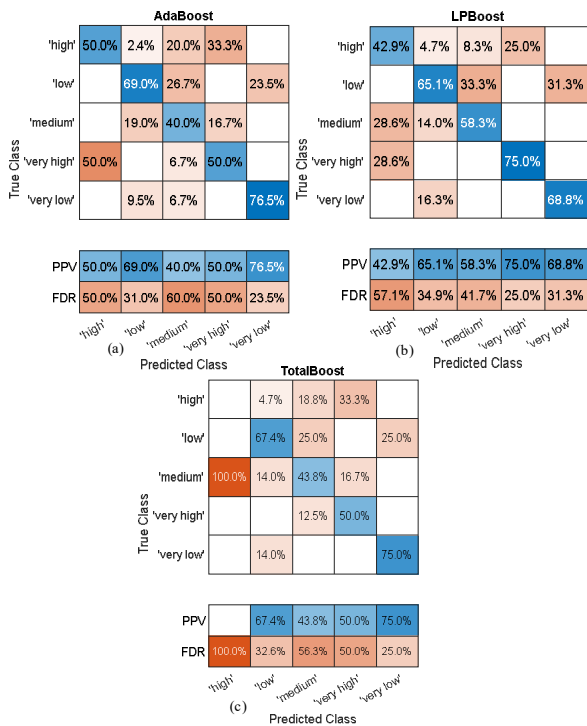 AdaBoost
'high' 50.0% 2.4% 20.0% 33.3%
'low' 69.0% 26.7% 23.5%
'medium' 19.0% 40.0% 16.7%
'very high' 50.0% 6.7% 50.0%
'very low' 9.5% 6.7% 76.5%
True Class
PPV 50.0% 69.0% 40.0% 50.0% 76.5%
FDR 50.0% 31.0% 60.0% 50.0% 23.5%
'high' 'low' 'medium' 'very high' 'very low'
(a)
Predicted Class
LPBoost
'high' 42.9% 4.7% 8.3% 25.0%
'low' 65.1% 33.3% 31.3%
'medium' 28.6% 14.0% 58.3%
'very high' 28.6% 75.0%
'very low' 16.3% 68.8%
True Class
PPV 42.9% 65.1% 58.3% 75.0% 68.8%
FDR 57.1% 34.9% 41.7% 25.0% 31.3%
'high' 'low' 'medium' 'very high' 'very low'
(b)
Predicted Class
TotalBoost
'high' 4.7% 18.8% 33.3%
'low' 67.4% 25.0% 25.0%
'medium' 100.0% 14.0% 43.8% 16.7%
'very high' 12.5% 50.0%
'very low' 14.0% 75.0%
True Class
PPV 67.4% 43.8% 50.0% 75.0%
FDR 100.0% 32.6% 56.3% 50.0% 25.0%
'high' 'low' 'medium' 'very high' 'very low'
(c)
Predicted Class